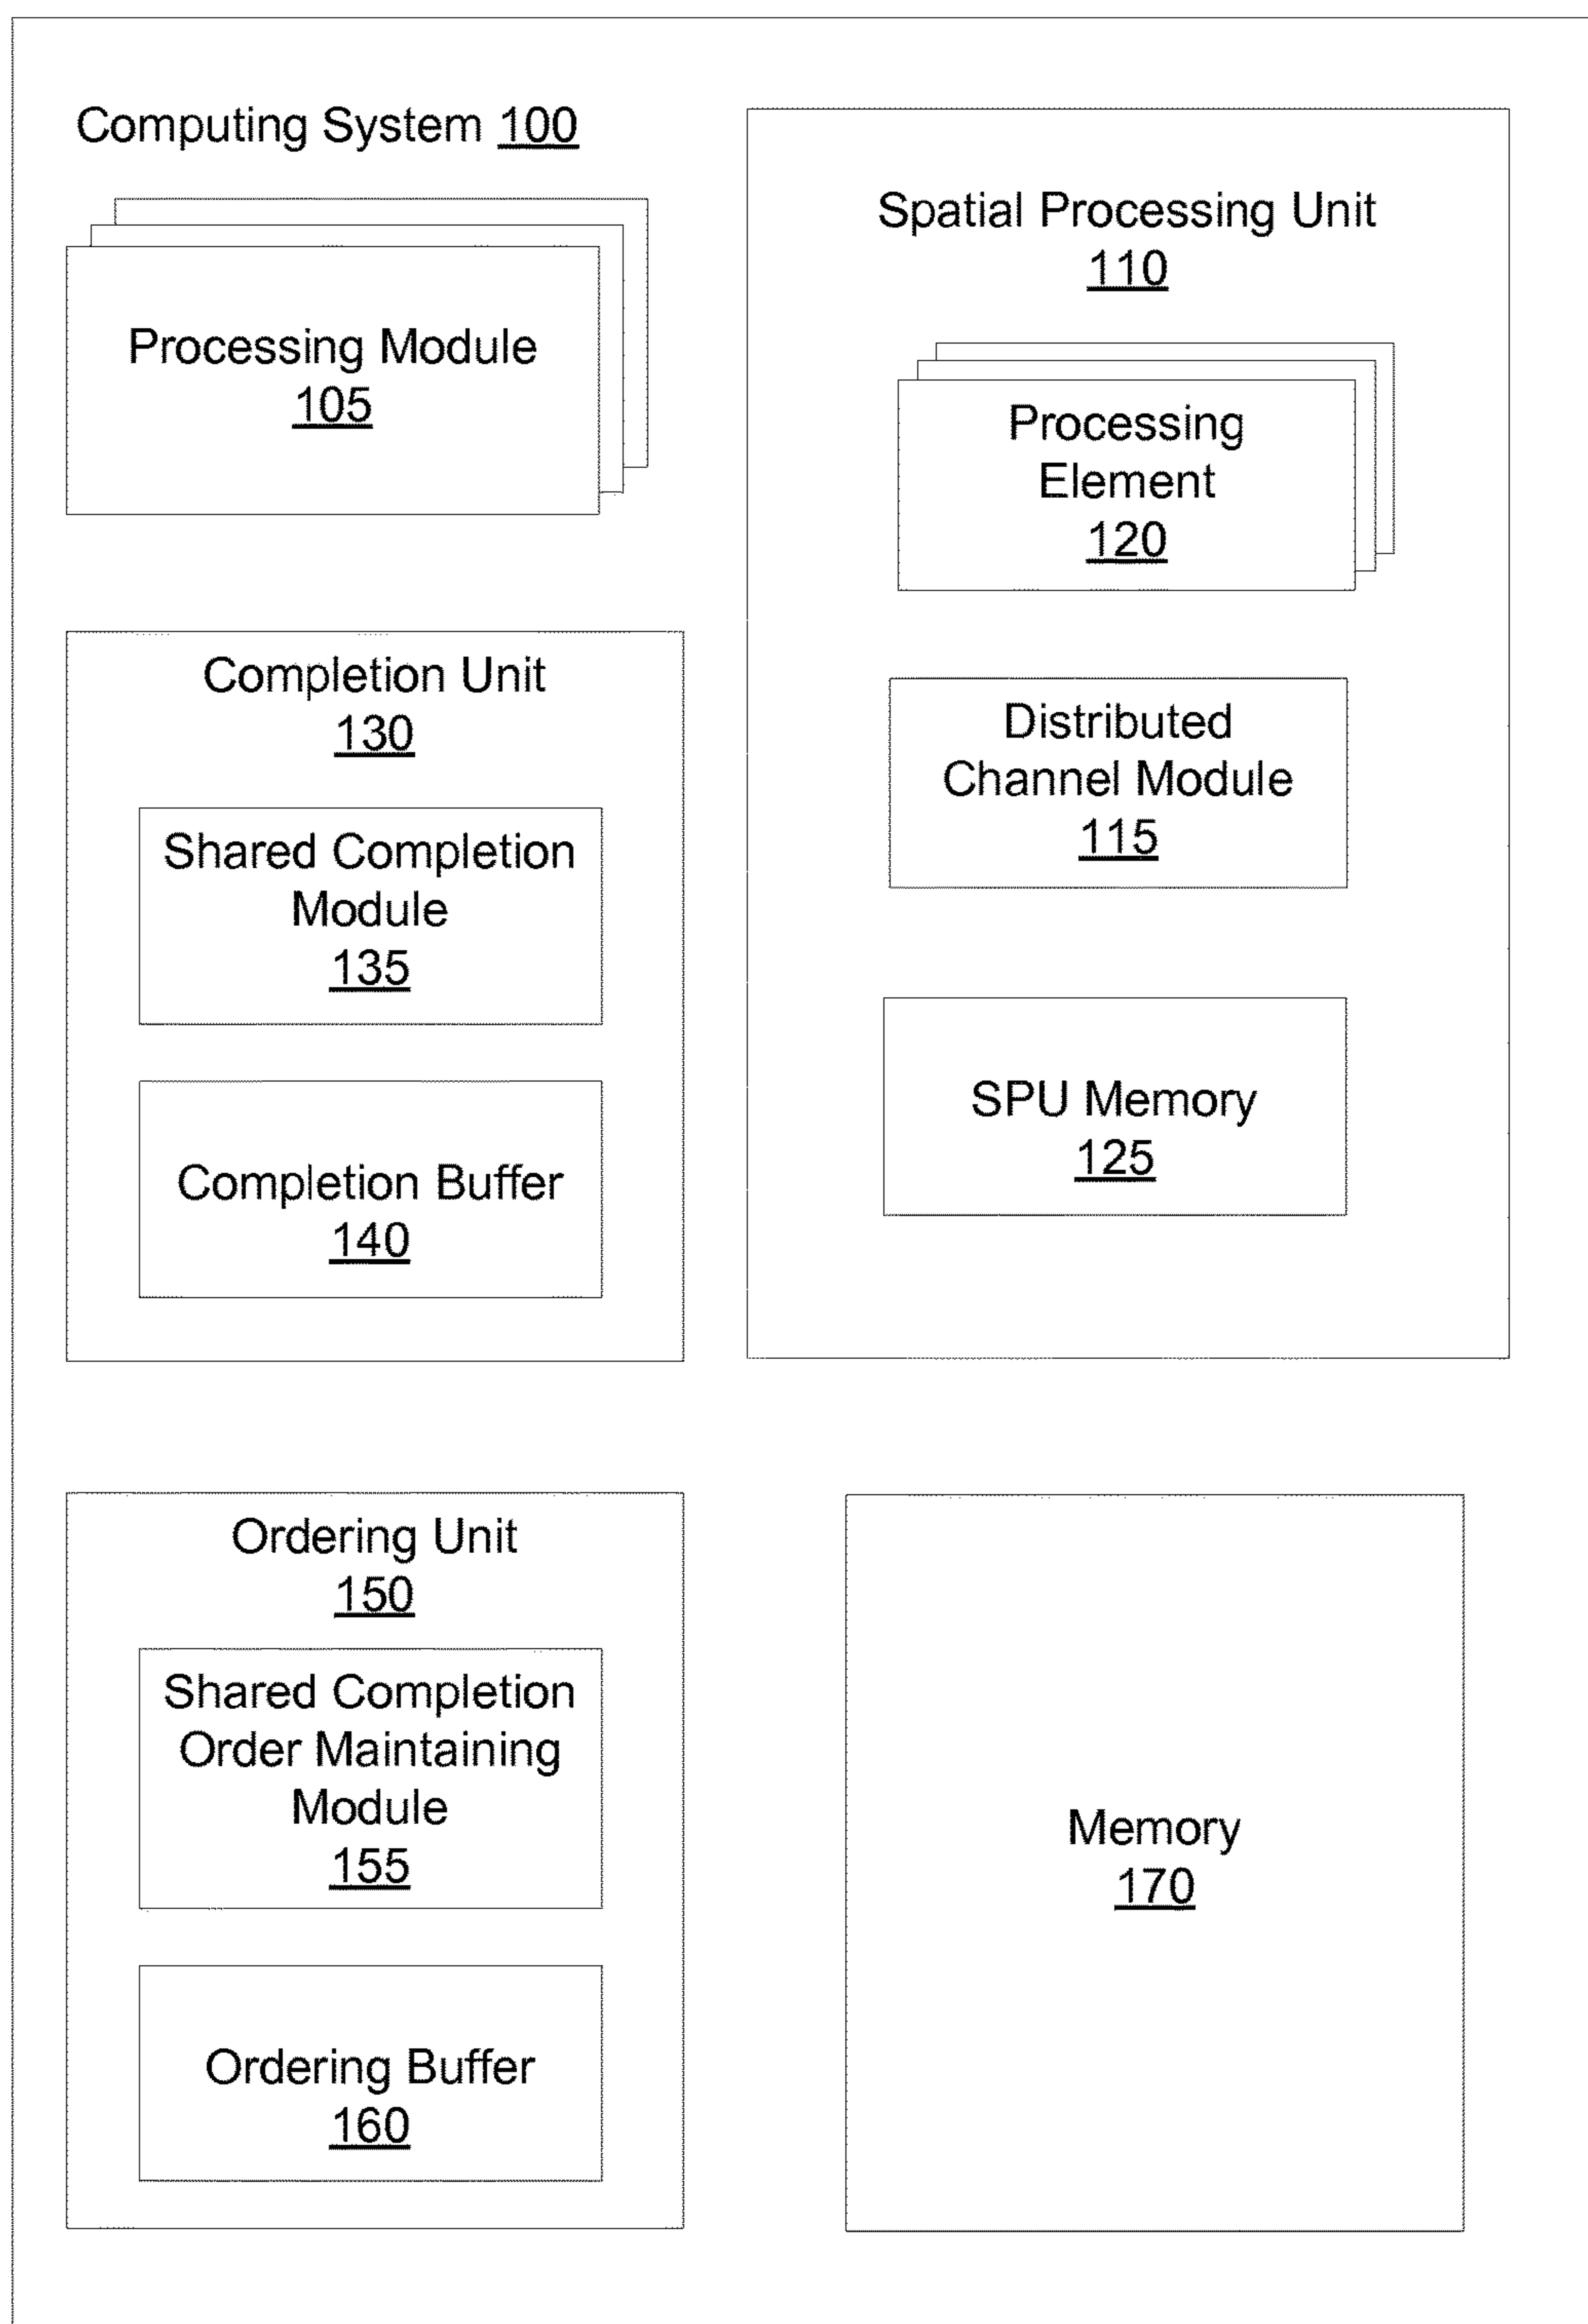 Computing System 100
Processing Module
105
Spatial Processing Unit
110
Processing
Element
120
Distributed
Channel Module
115
SPU Memory
125
Completion Unit
130
Shared Completion
Module
135
Completion Buffer
140
Ordering Unit
150
Shared Completion
Order Maintaining
Module
155
Ordering Buffer
160
Memory
170